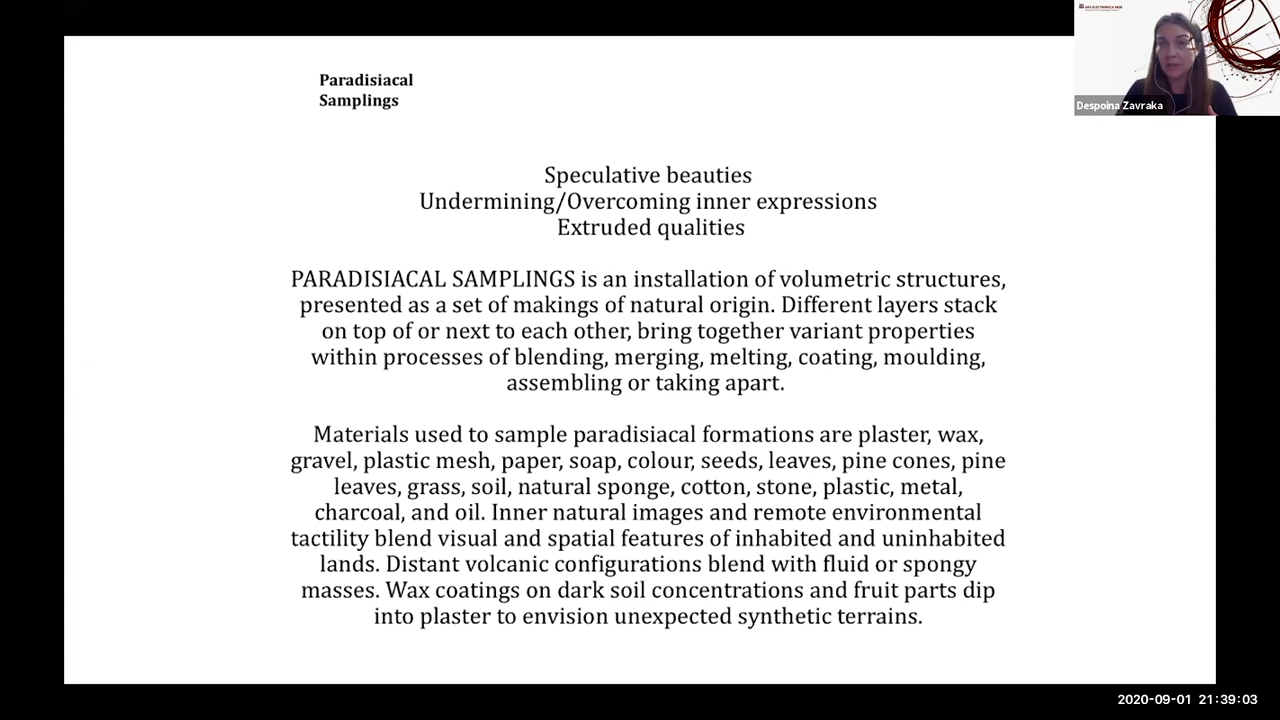 Paradisiacal
Samplings
Despoina Zavraka
Speculative beauties
Undermining/Overcoming inner expressions
Extruded qualities
PARADISIACAL SAMPLINGS is an installation of volumetric structures,
presented as a set of makings of natural origin. Different layers stack
on top of or next to each other, bring together variant properties
within processes of blending, merging, melting, coating, moulding,
assembling or taking apart.
Materials used to sample paradisiacal formations are plaster, wax,
gravel, plastic mesh, paper, soap, colour, seeds, leaves, pine cones, pine
leaves, grass, soil, natural sponge, cotton, stone, plastic, metal,
charcoal, and oil. Inner natural images and remote environmental
tactility blend visual and spatial features of inhabited and uninhabited
lands. Distant volcanic configurations blend with fluid or spongy
masses. Wax coatings on dark soil concentrations and fruit parts dip
into plaster to envision unexpected synthetic terrains.
2020-09-01 21:39:03